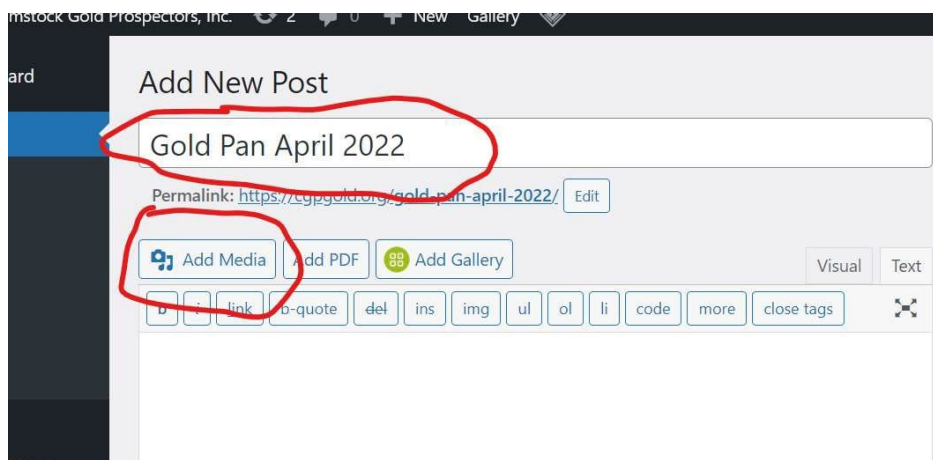 mstock Gold Prospectors, Inc. 2 0 + New Gallery
ard
Add New Post
Gold Pan April 2022
Permalink: https://cgpgold.org/gold-pan-april-2022/ Edit
Add Media Add PDF Add Gallery
Visual Text
b i link b-quote del ins img ul ol li code more close tags